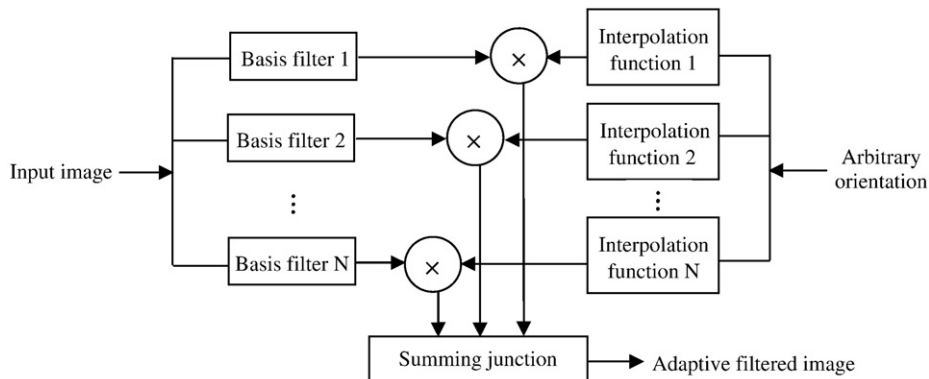 Basis filter 1
×
Interpolation
function 1
Basis filter 2
×
Interpolation
function 2
Input image
Arbitrary
orientation
⋮
⋮
Basis filter N
×
Interpolation
function N
Summing junction
Adaptive filtered image